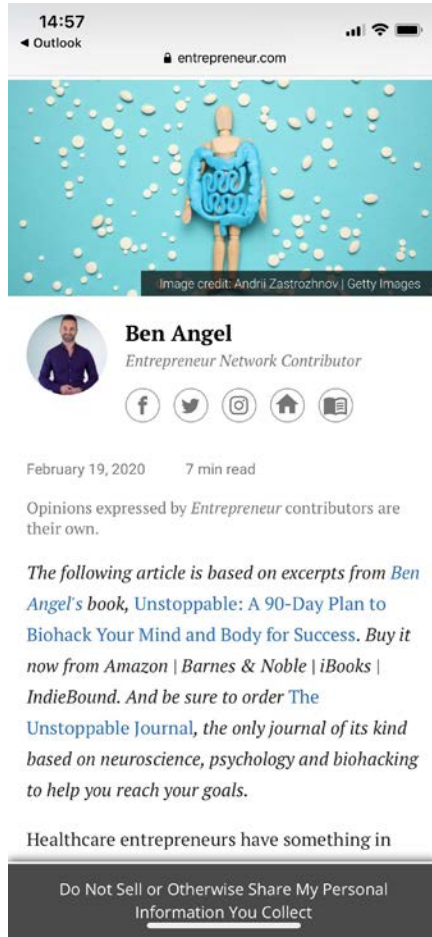 14:57
◀ Outlook
entrepreneur.com
Image credit: Andrii Zastrozhnov | Getty Images
Ben Angel
Entrepreneur Network Contributor
February 19, 2020 7 min read
Opinions expressed by Entrepreneur contributors are
their own.
The following article is based on excerpts from Ben
Angel's book, Unstoppable: A 90-Day Plan to
Biohack Your Mind and Body for Success. Buy it
now from Amazon | Barnes & Noble | iBooks |
IndieBound. And be sure to order The
Unstoppable Journal, the only journal of its kind
based on neuroscience, psychology and biohacking
to help you reach your goals.
Healthcare entrepreneurs have something in
Do Not Sell or Otherwise Share My Personal
Information You Collect